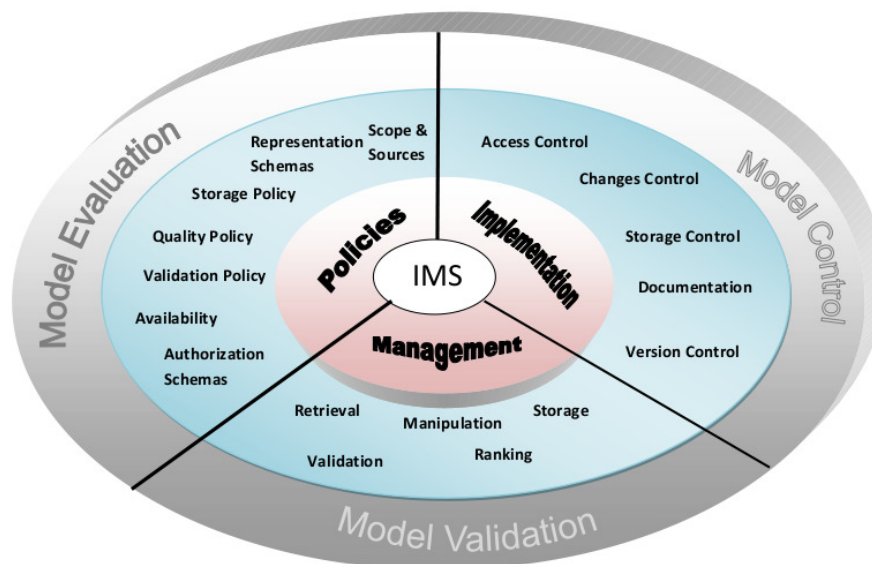 Model Evaluation
Scope &
Sources
Representation
Schemas
Storage Policy
Quality Policy
Validation Policy
Availability
Authorization
Schemas
Policies
IMS
Implementation
Management
Access Control
Changes Control
Storage Control
Documentation
Version Control
Model Control
Retrieval
Manipulation
Storage
Validation
Ranking
Model Validation